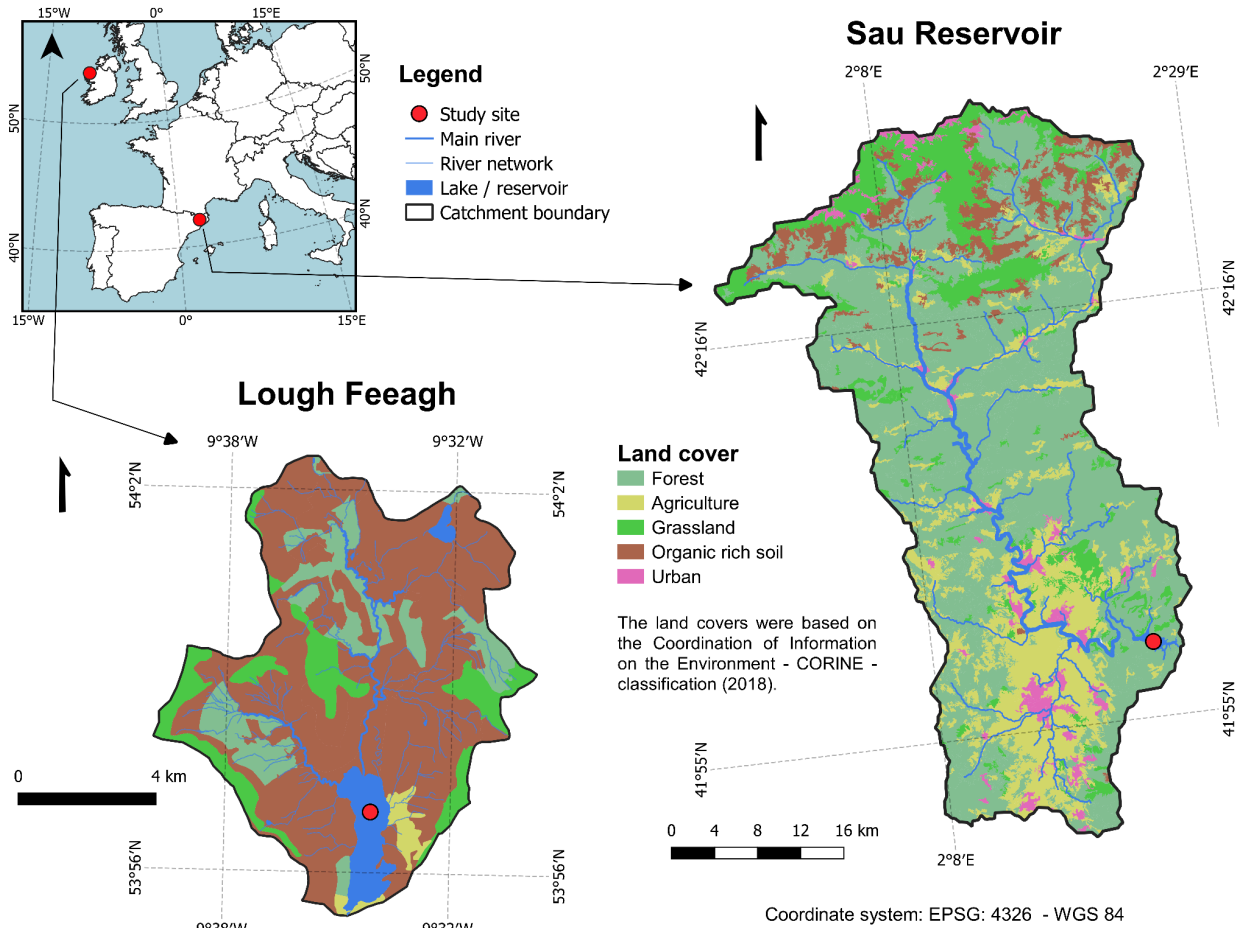 15°W
0°
15°E
50°N
50°N
40°N
40°N
15°W
0°
15°E
Legend
Study site
Main river
River network
Lake / reservoir
Catchment boundary
Sau Reservoir
2°8′E
2°29′E
42°16′N
42°16′N
41°55′N
41°55′N
2°8′E
0 4 8 12 16 km
Lough Feeagh
9°38′W
9°32′W
54°2′N
54°2′N
0 4 km
53°56′N
53°56′N
9°38′W
9°32′W
Land cover
Forest
Agriculture
Grassland
Organic rich soil
Urban
The land covers were based on
the Coordination of Information
on the Environment - CORINE -
classification (2018).
Coordinate system: EPSG: 4326 - WGS 84